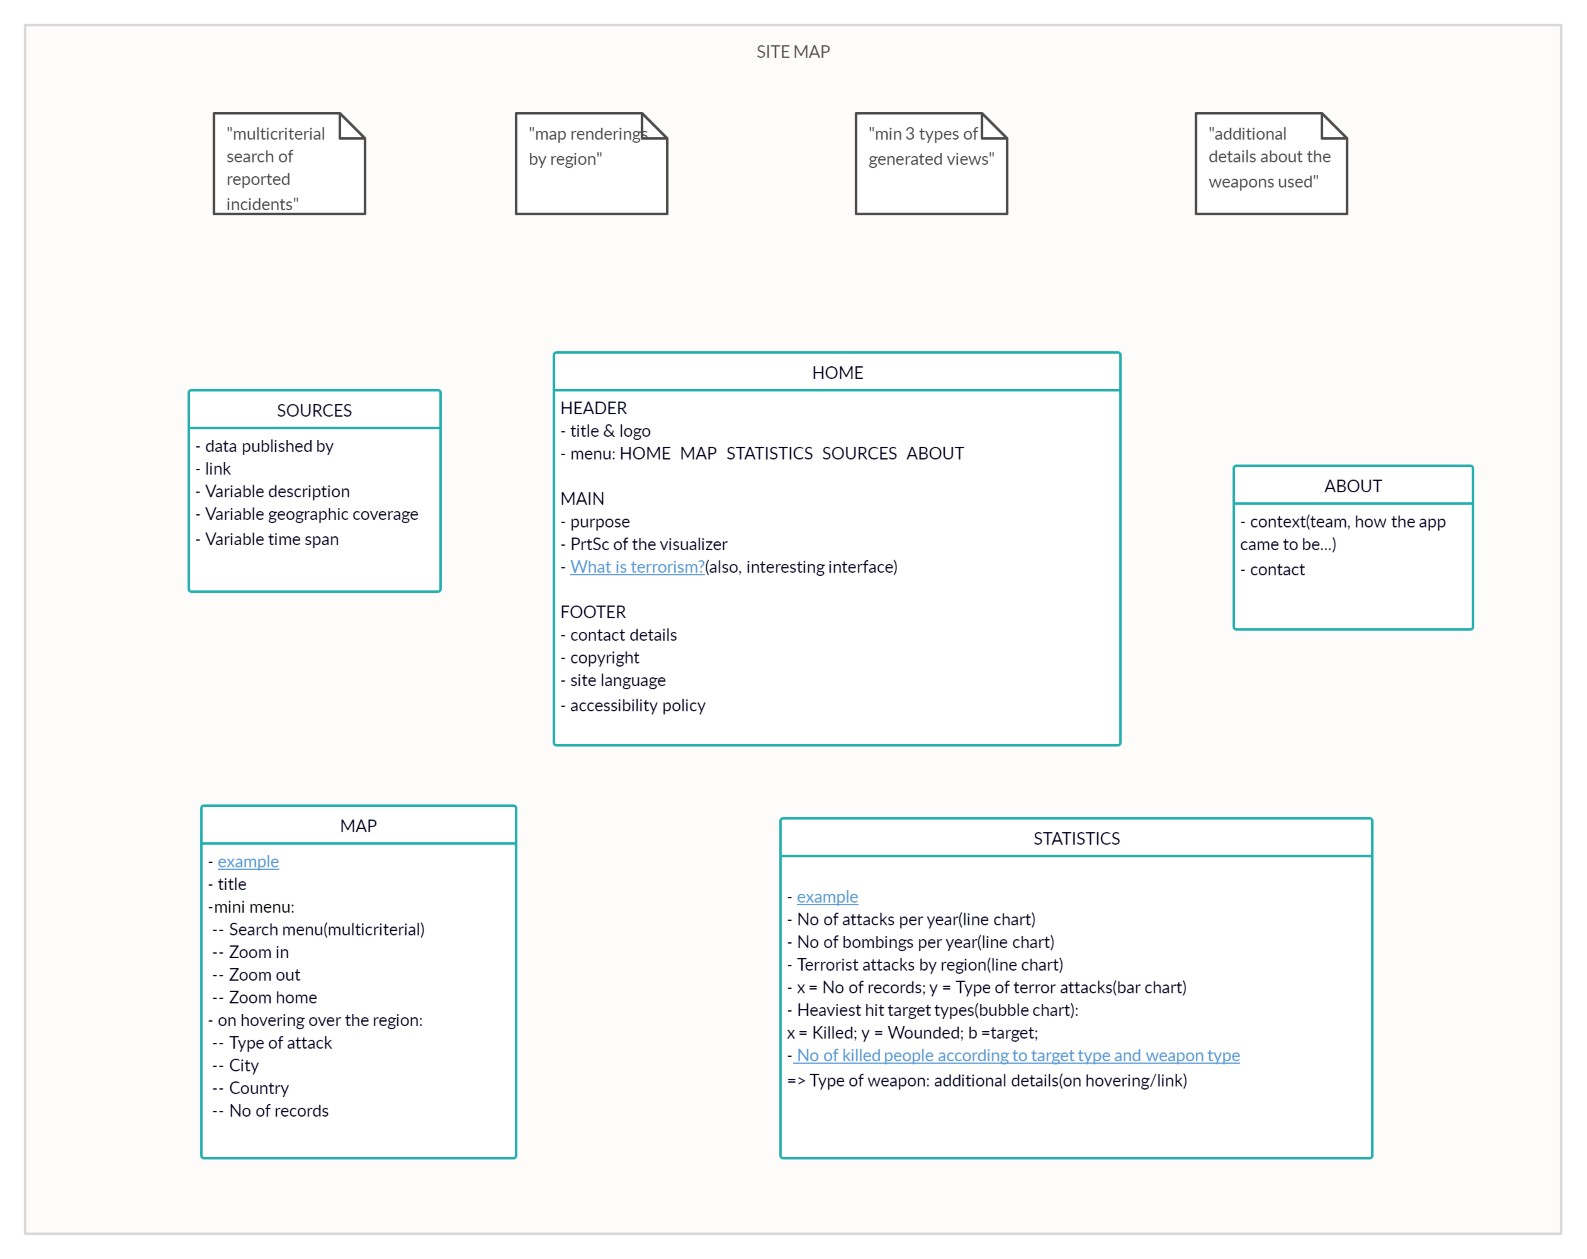 SITE MAP
"multicriterial
search of
reported
incidents"
"map renderings
by region"
"min 3 types of
generated views"
"additional
details about the
weapons used"
SOURCES
- data published by
- link
- Variable description
- Variable geographic coverage
- Variable time span
HOME
HEADER
- title & logo
- menu: HOME  MAP  STATISTICS  SOURCES  ABOUT
MAIN
- purpose
- PrtSc of the visualizer
- What is terrorism?(also, interesting interface)
FOOTER
- contact details
- copyright
- site language
- accessibility policy
ABOUT
- context(team, how the app
came to be...)
- contact
MAP
- example
- title
-mini menu:
-- Search menu(multicriterial)
-- Zoom in
-- Zoom out
-- Zoom home
- on hovering over the region:
-- Type of attack
-- City
-- Country
-- No of records
STATISTICS
- example
- No of attacks per year(line chart)
- No of bombings per year(line chart)
- Terrorist attacks by region(line chart)
- x = No of records; y = Type of terror attacks(bar chart)
- Heaviest hit target types(bubble chart):
x = Killed; y = Wounded; b =target;
- No of killed people according to target type and weapon type
=> Type of weapon: additional details(on hovering/link)